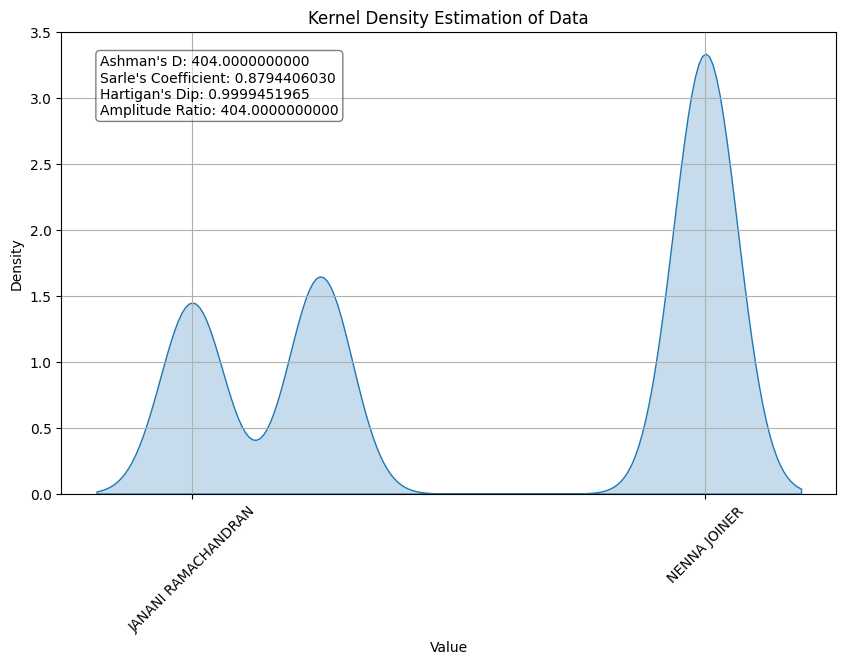 Kernel Density Estimation of Data
Ashman's D: 404.0000000000
Sarle's Coefficient: 0.8794406030
Hartigan's Dip: 0.9999451965
Amplitude Ratio: 404.0000000000
3.5
3.0
2.5
2.0
1.5
1.0
0.5
0.0
Density
JANANI RAMACHANDRAN
NENNA JOINER
Value